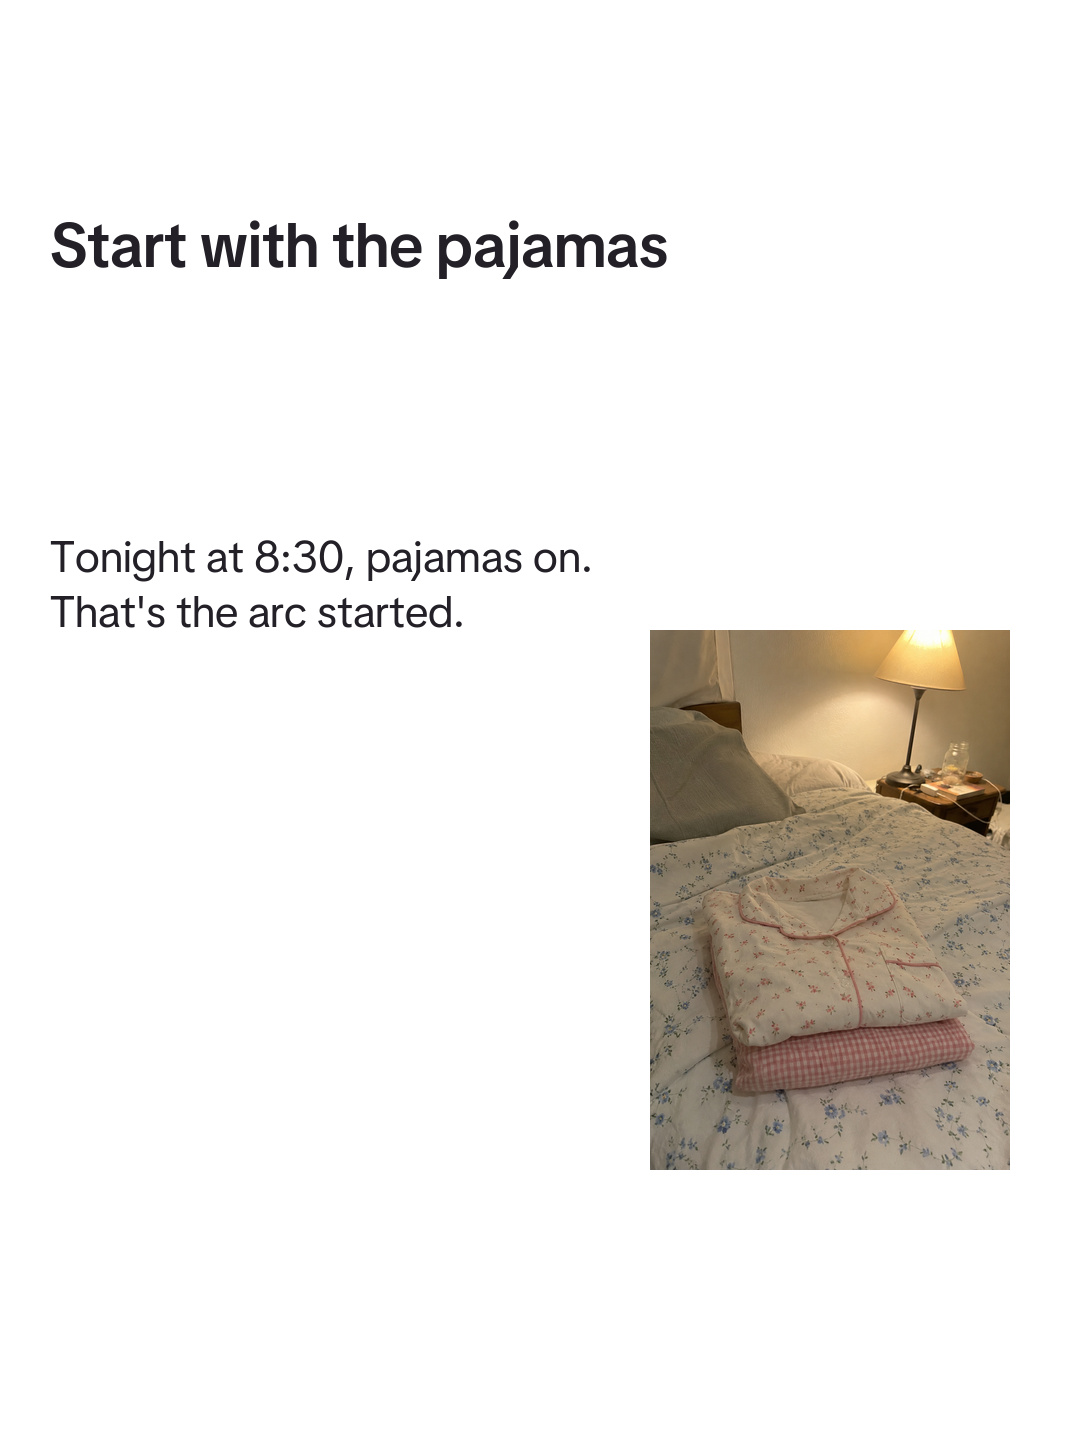 Start with the pajamas
Tonight at 8:30, pajamas on.
That's the arc started.